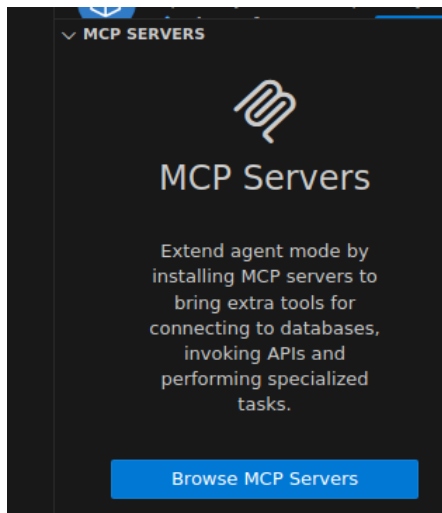 MCP SERVERS
MCP Servers
Extend agent mode by
installing MCP servers to
bring extra tools for
connecting to databases,
invoking APIs and
performing specialized
tasks.
Browse MCP Servers